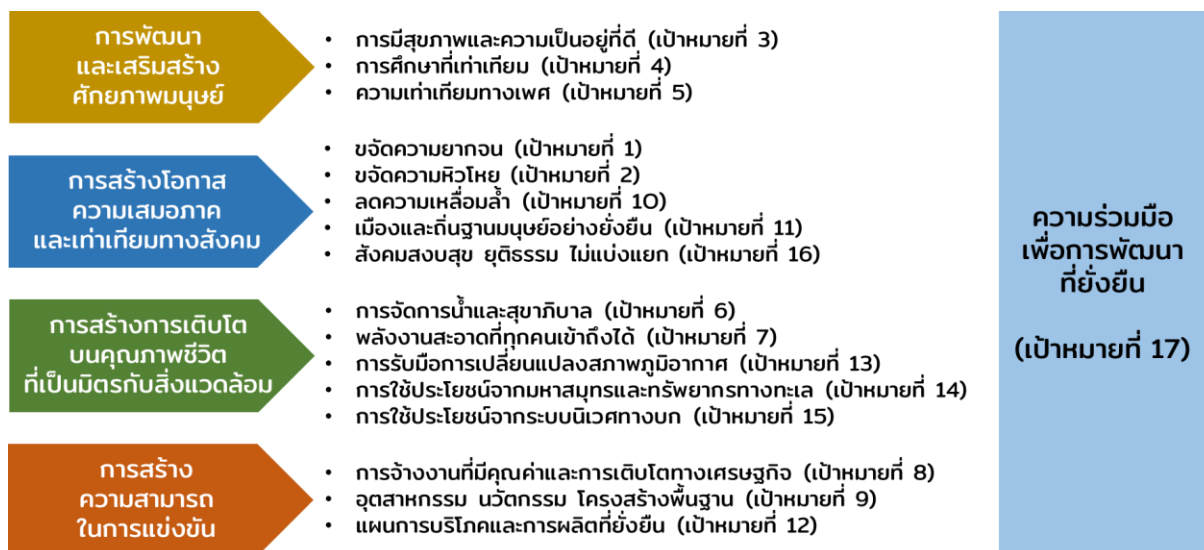 การพัฒนา
และเสริมสร้าง
ศักยภาพมนุษย์
• การมีสุขภาพและความเป็นอยู่ที่ดี (เป้าหมายที่ 3)
• การศึกษาที่เท่าเทียม (เป้าหมายที่ 4)
• ความเท่าเทียมทางเพศ (เป้าหมายที่ 5)
การสร้างโอกาส
ความเสมอภาค
และเท่าเทียมทางสังคม
• ขจัดความยากจน (เป้าหมายที่ 1)
• ขจัดความหิวโหย (เป้าหมายที่ 2)
• ลดความเหลื่อมล้ำ (เป้าหมายที่ 10)
• เมืองและถิ่นฐานมนุษย์อย่างยั่งยืน (เป้าหมายที่ 11)
• สังคมสงบสุข ยุติธรรม ไม่แบ่งแยก (เป้าหมายที่ 16)
การสร้างการเติบโต
บนคุณภาพชีวิต
ที่เป็นมิตรกับสิ่งแวดล้อม
• การจัดการน้ำและสุขาภิบาล (เป้าหมายที่ 6)
• พลังงานสะอาดที่ทุกคนเข้าถึงได้ (เป้าหมายที่ 7)
• การรับมือการเปลี่ยนแปลงสภาพภูมิอากาศ (เป้าหมายที่ 13)
• การใช้ประโยชน์จากมหาสมุทรและทรัพยากรทางทะเล (เป้าหมายที่ 14)
• การใช้ประโยชน์จากระบบนิเวศทางบก (เป้าหมายที่ 15)
การสร้าง
ความสามารถ
ในการแข่งขัน
• การจ้างงานที่มีคุณค่าและการเติบโตทางเศรษฐกิจ (เป้าหมายที่ 8)
• อุตสาหกรรม นวัตกรรม โครงสร้างพื้นฐาน (เป้าหมายที่ 9)
• แผนการบริโภคและการผลิตที่ยั่งยืน (เป้าหมายที่ 12)
ความร่วมมือ
เพื่อการพัฒนา
ที่ยั่งยืน
(เป้าหมายที่ 17)